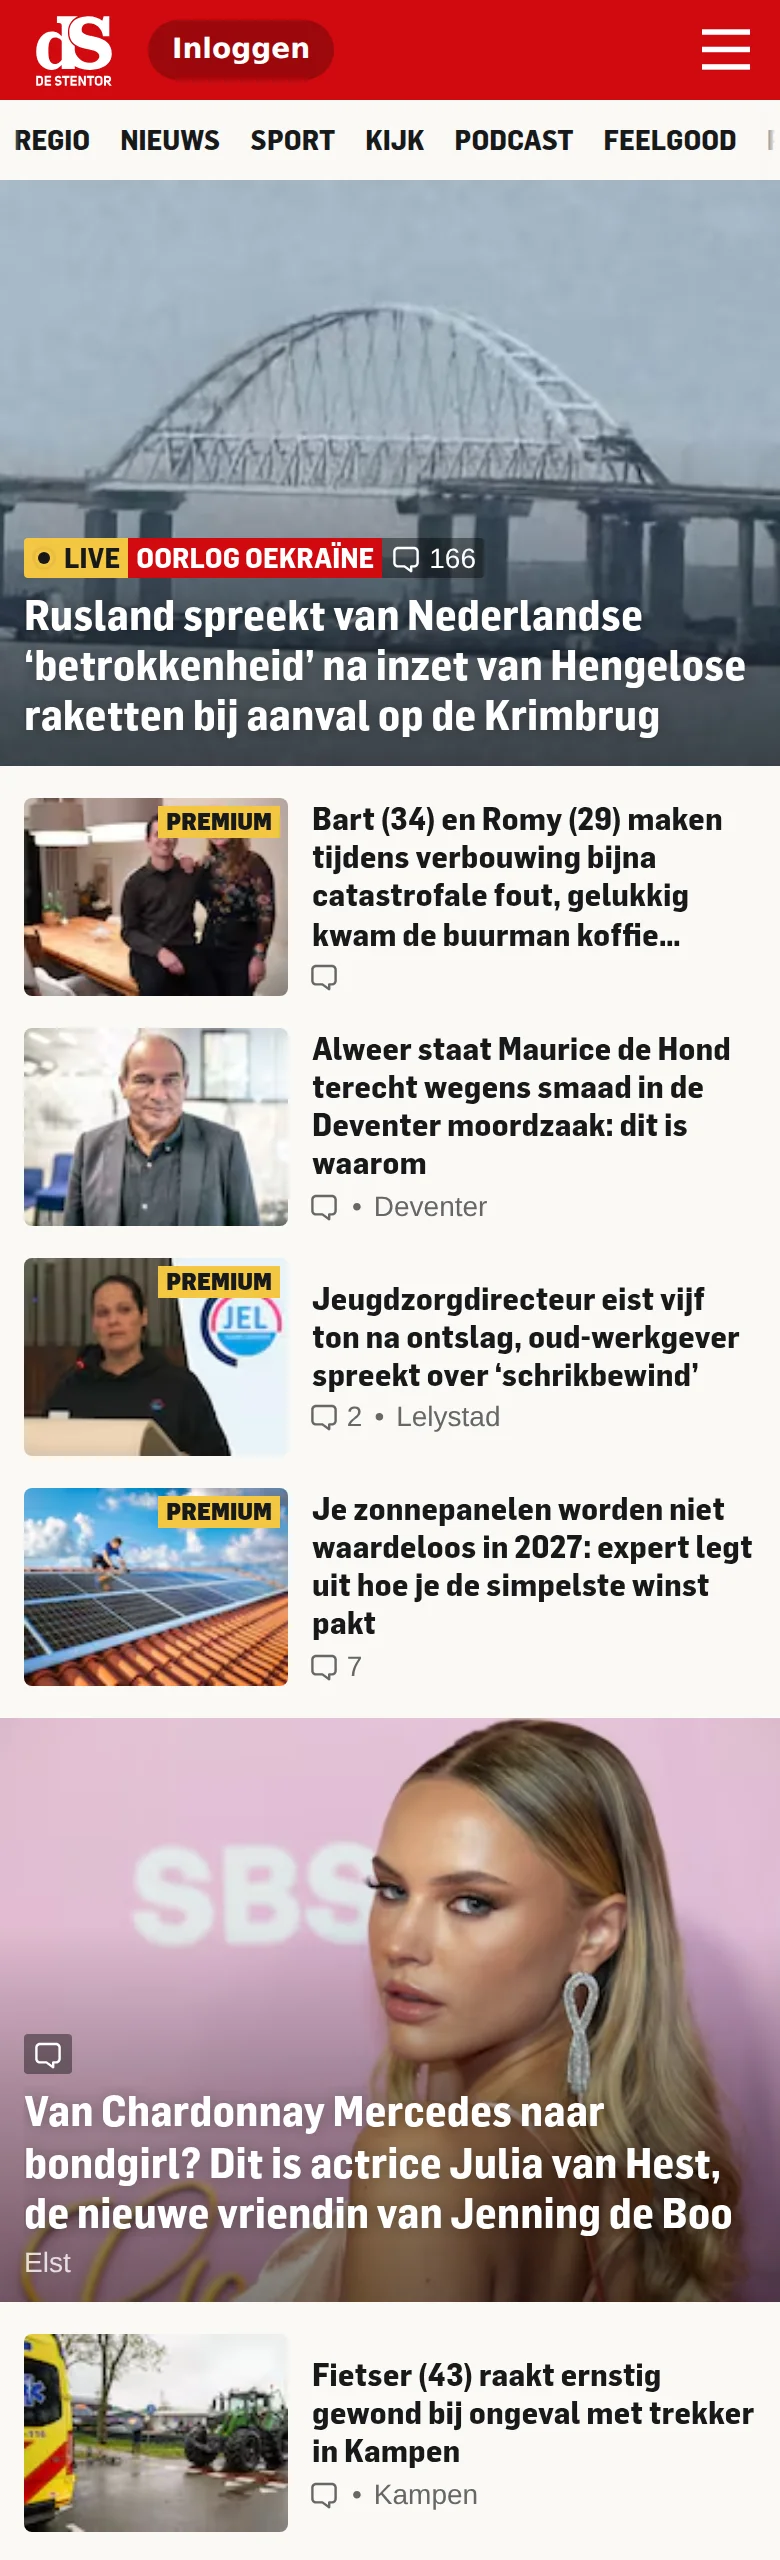 dS
DE STENTOR
Inloggen
REGIO NIEUWS SPORT KIJK PODCAST FEELGOOD
LIVE OORLOG OEKRAÏNE 166
Rusland spreekt van Nederlandse
‘betrokkenheid’ na inzet van Hengelose
raketten bij aanval op de Krimbrug
PREMIUM
Bart (34) en Romy (29) maken
tijdens verbouwing bijna
catastrofale fout, gelukkig
kwam de buurman koffie...
Alweer staat Maurice de Hond
terecht wegens smaad in de
Deventer moordzaak: dit is
waarom
• Deventer
PREMIUM
JEL
Jeugdzorgdirecteur eist vijf
ton na ontslag, oud-werkgever
spreekt over ‘schrikbewind’
2 • Lelystad
PREMIUM
Je zonnepanelen worden niet
waardeloos in 2027: expert legt
uit hoe je de simpelste winst
pakt
7
SBS
Van Chardonnay Mercedes naar
bondgirl? Dit is actrice Julia van Hest,
de nieuwe vriendin van Jenning de Boo
Elst
Fietser (43) raakt ernstig
gewond bij ongeval met trekker
in Kampen
• Kampen